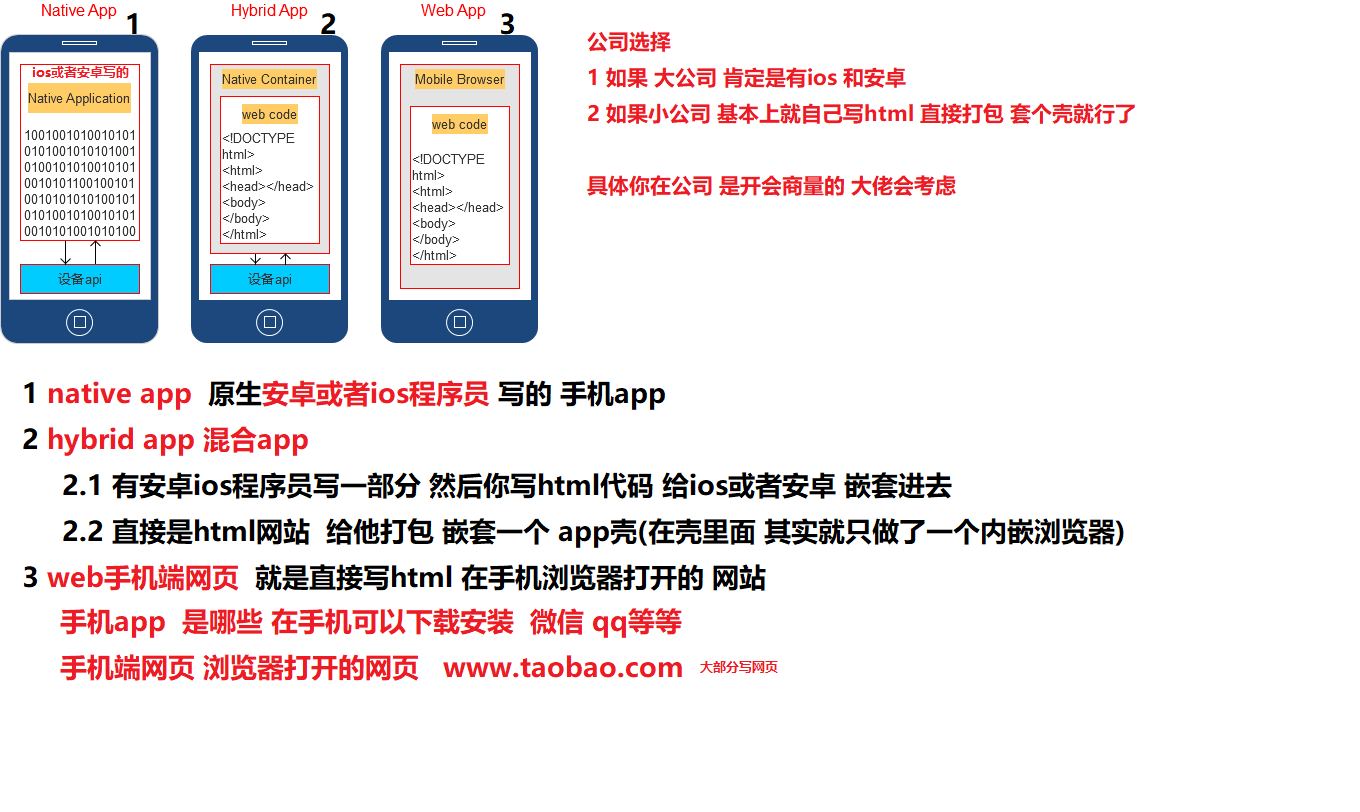 Native App
1
ios或者安卓写的
Native Application
100100101001010​1
0101001010101001
0100101010010101
0010101100100101
0010101010100101
0101001010010101
0010101001010100
设备api
Hybrid App
2
Native Container
web code
<!DOCTYPE
html>
<html>
<head></head>
<body>
</body>
</html>
设备api
Web App
3
Mobile Browser
web code
<!DOCTYPE
html>
<html>
<head></head>
<body>
</body>
</html>
公司选择
1 如果 大公司 肯定是有ios 和安卓
2 如果小公司 基本上就自己写html 直接打包 套个壳就行了
具体你在公司 是开会商量的 大佬会考虑
1 native app 原生安卓或者ios程序员 写的 手机app
2 hybrid app 混合app
2.1 有安卓ios程序员写一部分 然后你写html代码 给ios或者安卓 嵌套进去
2.2 直接是html网站 给他打包 嵌套一个 app壳(在壳里面 其实就只做了一个内嵌浏览器)
3 web手机端网页 就是直接写html 在手机浏览器打开的 网站
手机app 是哪些 在手机可以下载安装 微信 qq等等
手机端网页 浏览器打开的网页 www.taobao.com 大部分写网页